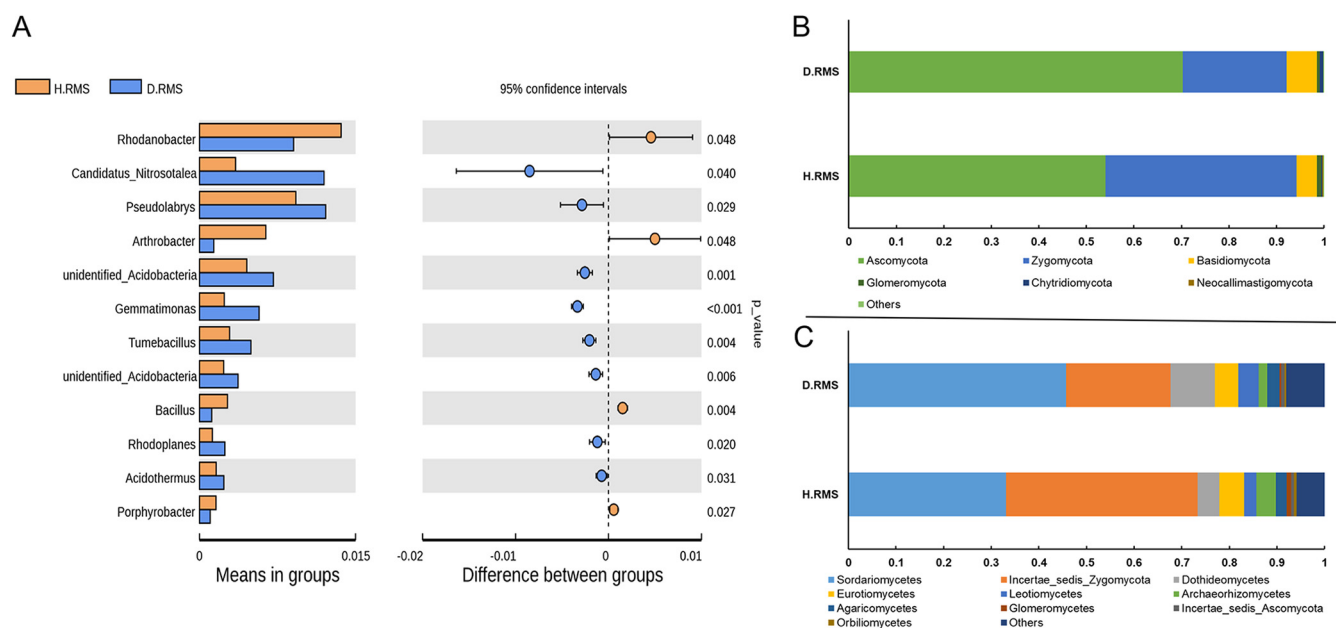 A
H.RMS D.RMS
95% confidence intervals
Rhodanobacter 0.048
Candidatus_Nitrosotalea 0.040
Pseudolabrys 0.029
Arthrobacter 0.048
unidentified_Acidobacteria 0.001
Gemmatimonas <0.001
Tumebacillus 0.004
unidentified_Acidobacteria 0.006
Bacillus 0.004
Rhodoplanes 0.020
Acidothermus 0.031
Porphyrobacter 0.027
p_value
0 0.015 -0.02 -0.01 0 0.01
Means in groups Difference between groups
B
D.RMS
H.RMS
0 0.1 0.2 0.3 0.4 0.5 0.6 0.7 0.8 0.9 1
Ascomycota Zygomycota Basidiomycota
Glomeromycota Chytridiomycota Neocallimastigomycota
Others
C
D.RMS
H.RMS
0 0.1 0.2 0.3 0.4 0.5 0.6 0.7 0.8 0.9 1
Sordariomycetes Incertae_sedis_Zygomycota Dothideomycetes
Eurotiomycetes Leotiomycetes Archaeorhizomycetes
Agaricomycetes Glomeromycetes Incertae_sedis_Ascomycota
Orbiliomycetes Others